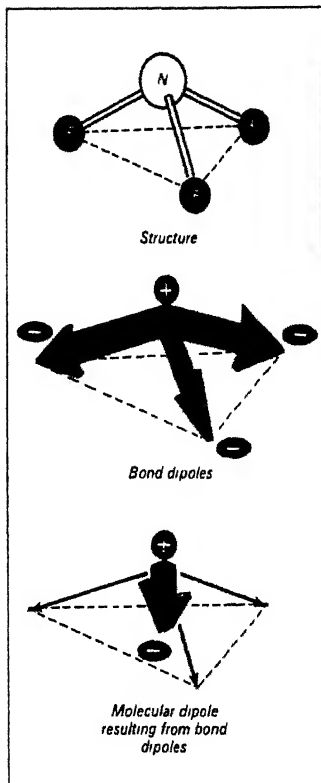 N
Structure
+
−
−
−
Bond dipoles
+
−
Molecular dipole
resulting from bond
dipoles